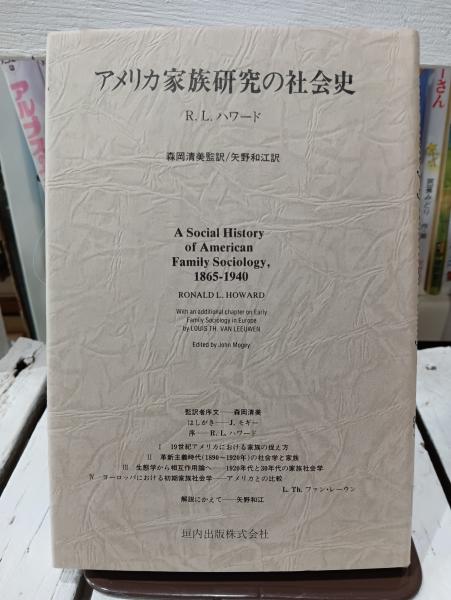 アメリカ家族研究の社会史
R. L. ハワード
森岡清美監訳/矢野和江訳
A Social History
of American
Family Sociology,
1865-1940
RONALD L. HOWARD
With an additional chapter on Early
Family Sociology in Europe
by LOUIS TH. VAN LEEUWEN
Edited by John Mogey
監訳者序文──森岡清美
はしがき──J. モギー
序──R. L. ハワード
Ⅰ 19世紀アメリカにおける家族の捉え方
Ⅱ 革新主義時代(1890~1920年)の社会学と家族
Ⅲ 生態学から相互作用論へ──1920年代と30年代の家族社会学
Ⅳ ヨーロッパにおける初期家族社会学──アメリカとの比較
L. Th. ファン・レーウン
解説にかえて──矢野和江
垣内出版株式会社
アルプス
ーさん